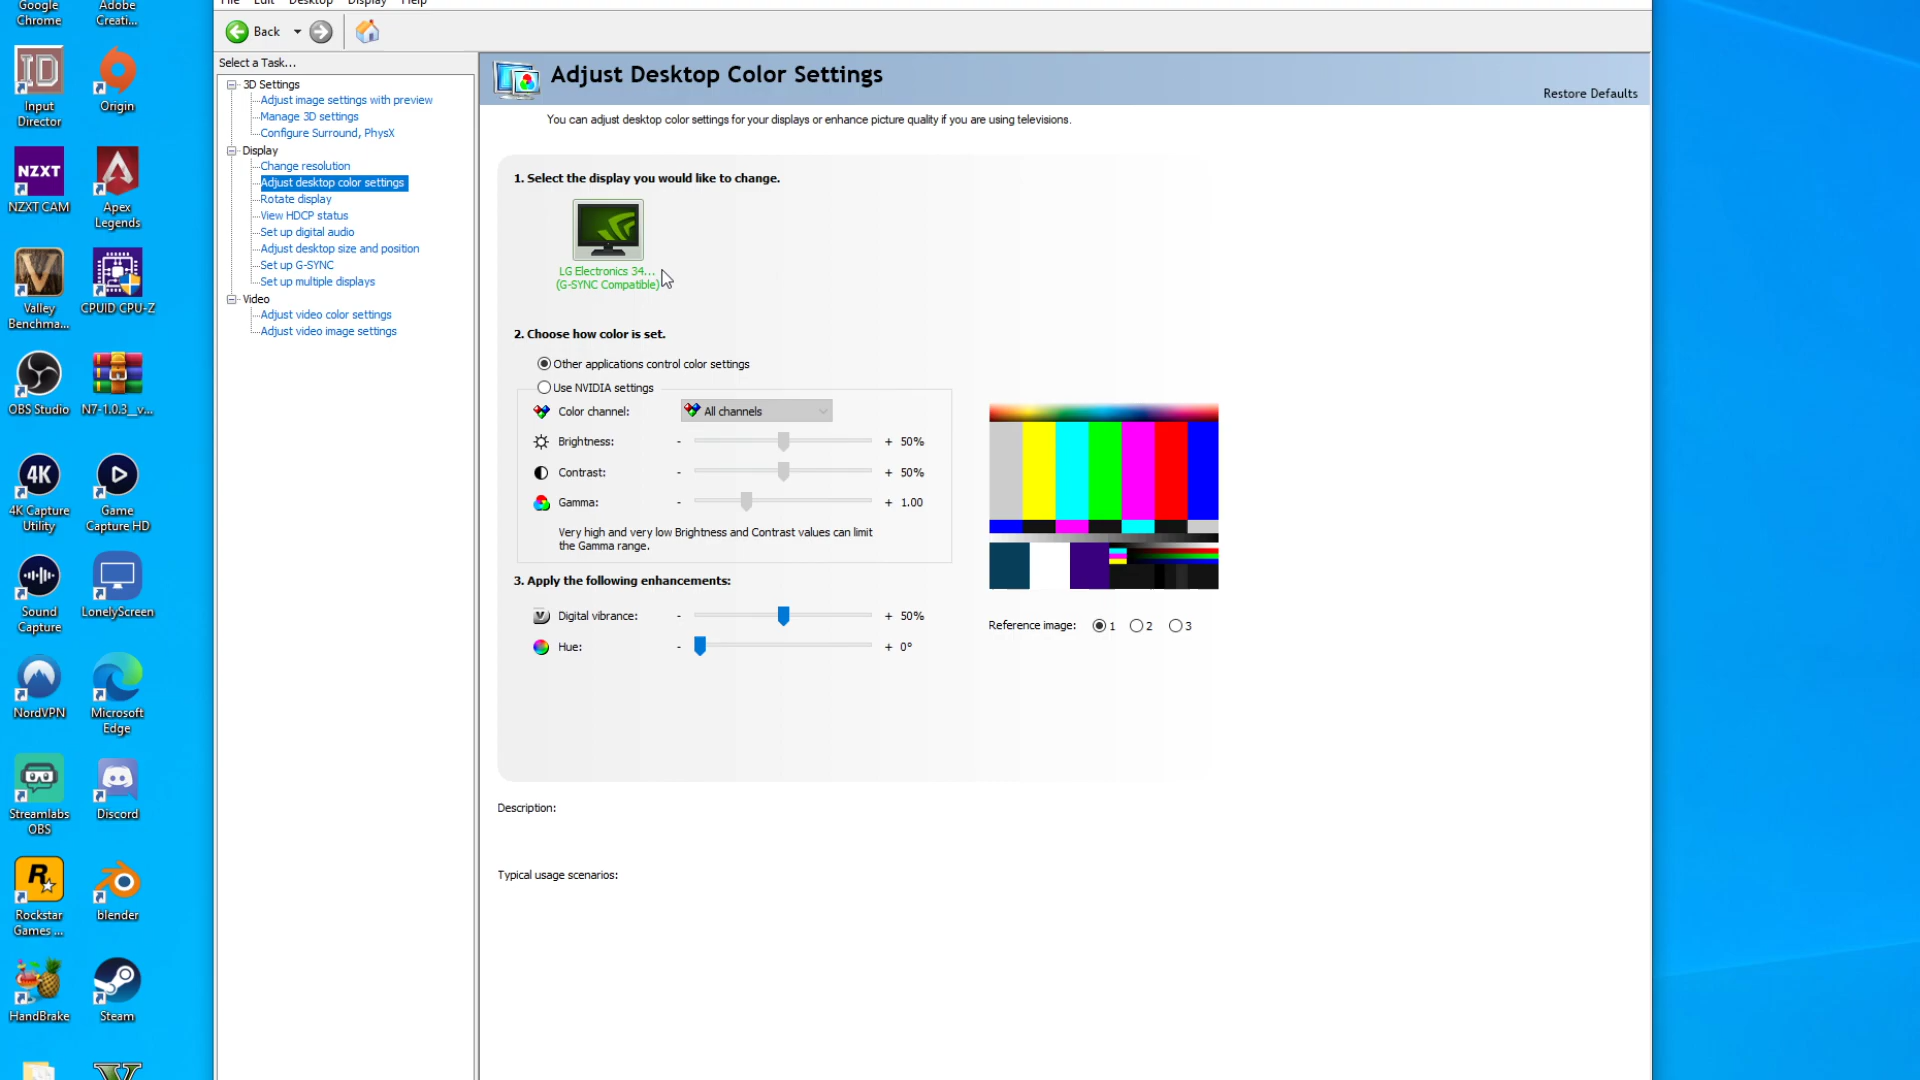 File Edit Desktop Display Help
Back
Select a Task...
3D Settings
Adjust image settings with preview
Manage 3D settings
Configure Surround, PhysX
Display
Change resolution
Adjust desktop color settings
Rotate display
View HDCP status
Set up digital audio
Adjust desktop size and position
Set up G-SYNC
Set up multiple displays
Video
Adjust video color settings
Adjust video image settings
Adjust Desktop Color Settings
Restore Defaults
You can adjust desktop color settings for your displays or enhance picture quality if you are using televisions.
1. Select the display you would like to change.
LG Electronics 34...
(G-SYNC Compatible)
2. Choose how color is set.
Other applications control color settings
Use NVIDIA settings
Color channel: All channels
Brightness: - + 50%
Contrast: - + 50%
Gamma: - + 1.00
Very high and very low Brightness and Contrast values can limit
the Gamma range.
3. Apply the following enhancements:
Digital vibrance: - + 50%
Hue: - + 0°
Reference image: 1 2 3
Description:
Typical usage scenarios:
Google
Chrome
Adobe
Creati...
ID
Input
Director
Origin
NZXT
NZXT CAM
Apex
Legends
Valley
Benchma...
CPUID CPU-Z
OBS Studio
N7-1.0.3_v...
4K
4K Capture
Utility
Game
Capture HD
Sound
Capture
LonelyScreen
NordVPN
Microsoft
Edge
Streamlabs
OBS
Discord
R
Rockstar
Games ...
blender
HandBrake
Steam
V